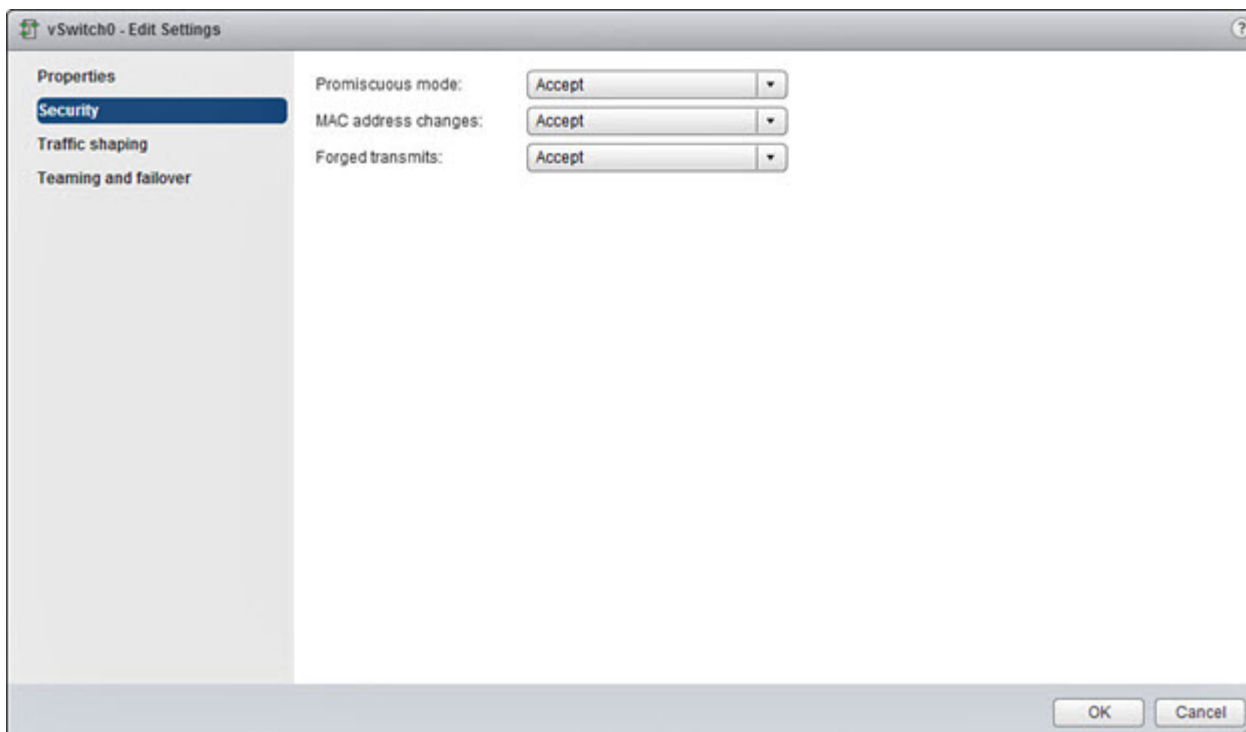 vSwitch0 - Edit Settings ?
Properties
Security
Traffic shaping
Teaming and failover
Promiscuous mode: Accept
MAC address changes: Accept
Forged transmits: Accept
OK Cancel